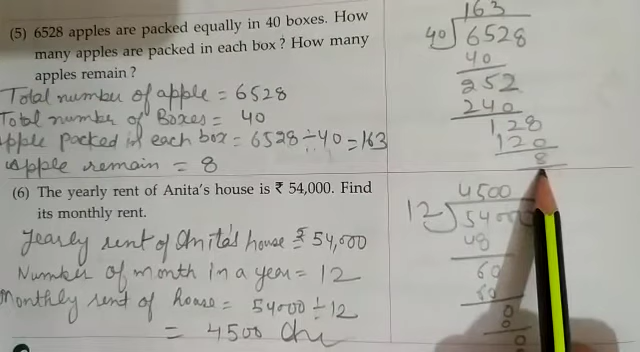 (5) 6528 apples are packed equally in 40 boxes. How
many apples are packed in each box? How many
apples remain?
Total number of apple = 6528
Total number of Boxes = 40
Apple packed in each box = 6528 ÷ 40 = 163
Apple remain = 8
163
40 6528
40
252
240
128
120
8
(6) The yearly rent of Anita's house is ₹ 54,000. Find
its monthly rent.
Yearly rent of Anita's house = ₹ 54,000
Number of month in a year = 12
Monthly rent of house = 54000 ÷ 12
= 4500
4500
12 54000
48
60
60
0
0
0